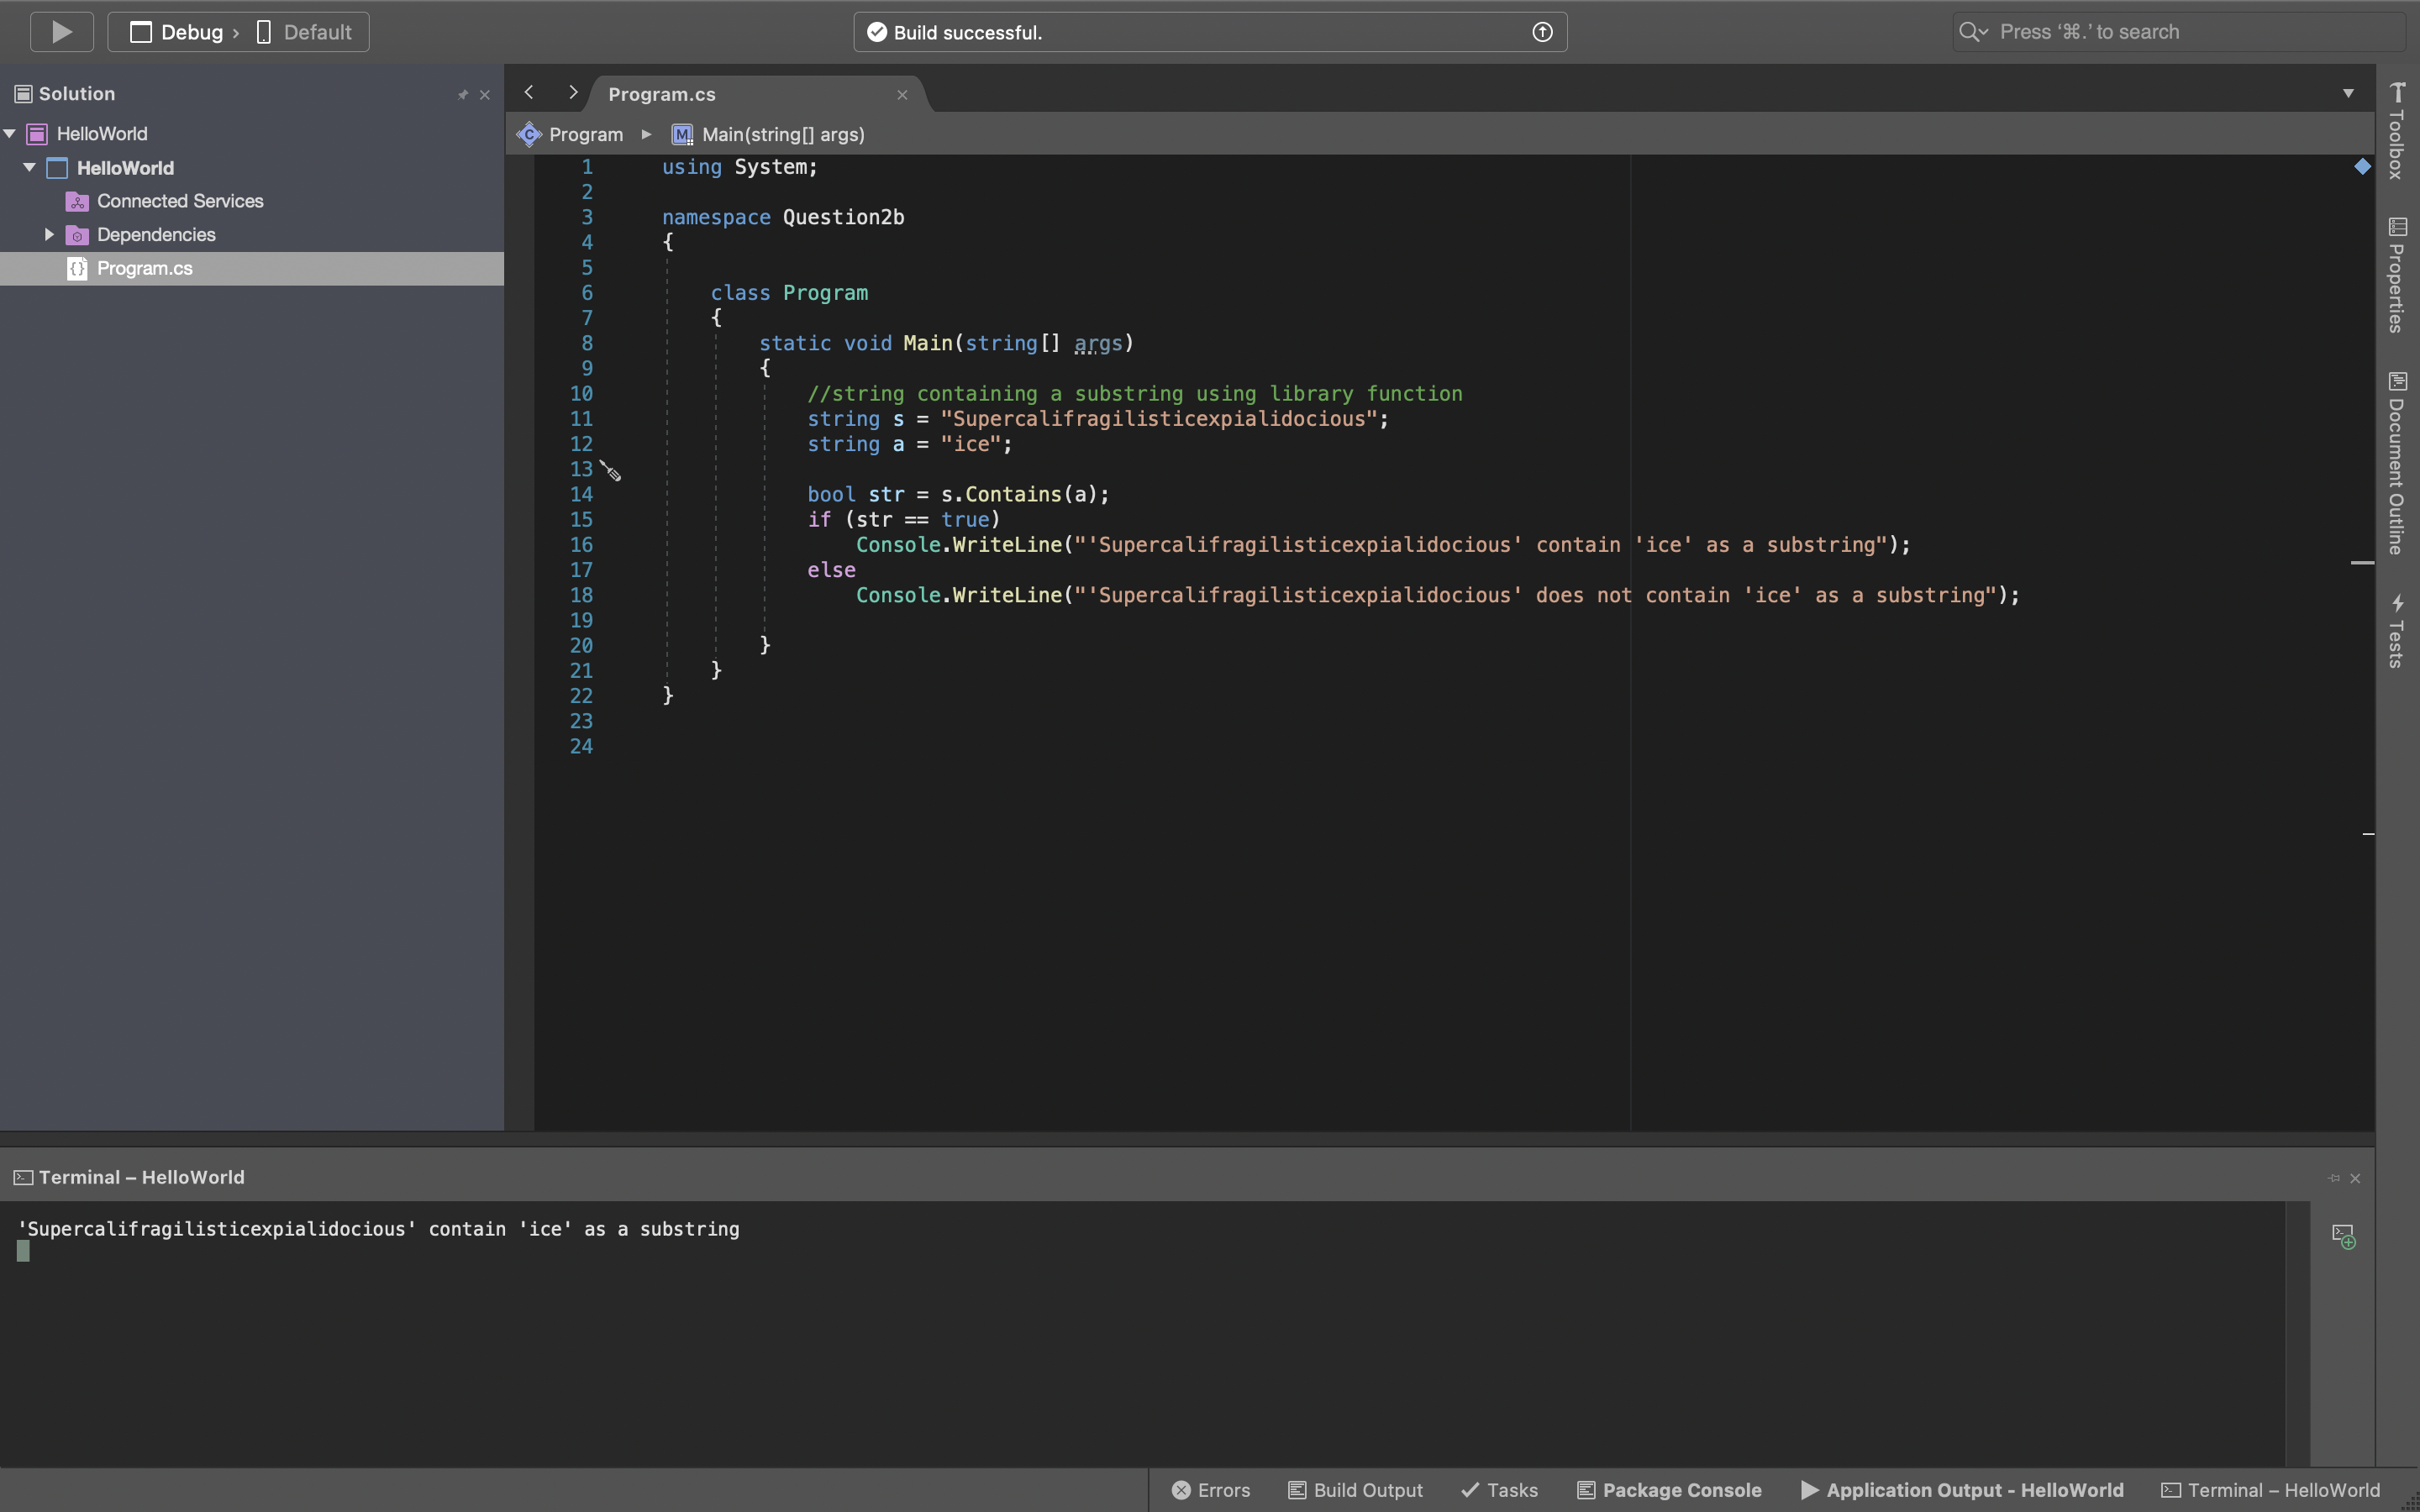 Debug › Default
Build successful.
Press ‘⌘.’ to search
Solution
HelloWorld
HelloWorld
Connected Services
Dependencies
Program.cs
Program.cs
Program
Main(string[] args)
1 using System;
2
3 namespace Question2b
4 {
5
6 class Program
7 {
8 static void Main(string[] args)
9 {
10 //string containing a substring using library function
11 string s = "Supercalifragilisticexpialidocious";
12 string a = "ice";
13
14 bool str = s.Contains(a);
15 if (str == true)
16 Console.WriteLine("'Supercalifragilisticexpialidocious' contain 'ice' as a substring");
17 else
18 Console.WriteLine("'Supercalifragilisticexpialidocious' does not contain 'ice' as a substring");
19
20 }
21 }
22 }
23
24
Toolbox
Properties
Document Outline
Tests
Terminal – HelloWorld
'Supercalifragilisticexpialidocious' contain 'ice' as a substring
Errors
Build Output
Tasks
Package Console
Application Output - HelloWorld
Terminal – HelloWorld